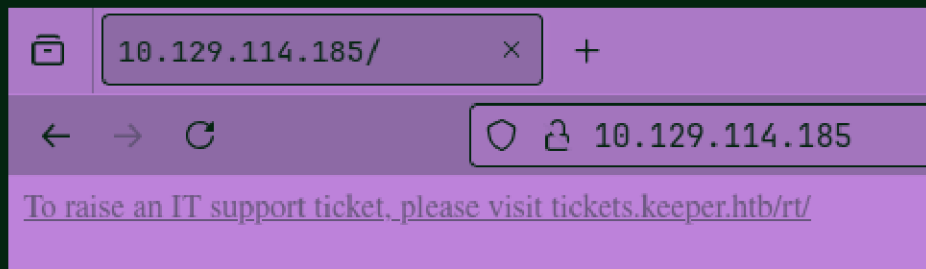 10.129.114.185/
10.129.114.185
To raise an IT support ticket, please visit tickets.keeper.htb/rt/